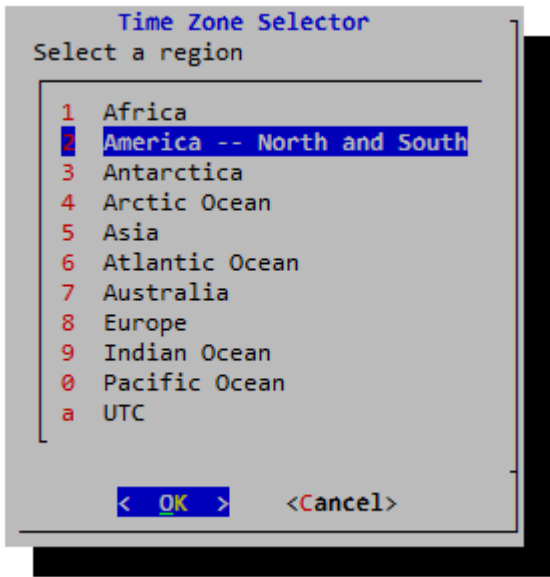 Time Zone Selector
Select a region
1 Africa
2 America -- North and South
3 Antarctica
4 Arctic Ocean
5 Asia
6 Atlantic Ocean
7 Australia
8 Europe
9 Indian Ocean
0 Pacific Ocean
a UTC
< OK > <Cancel>